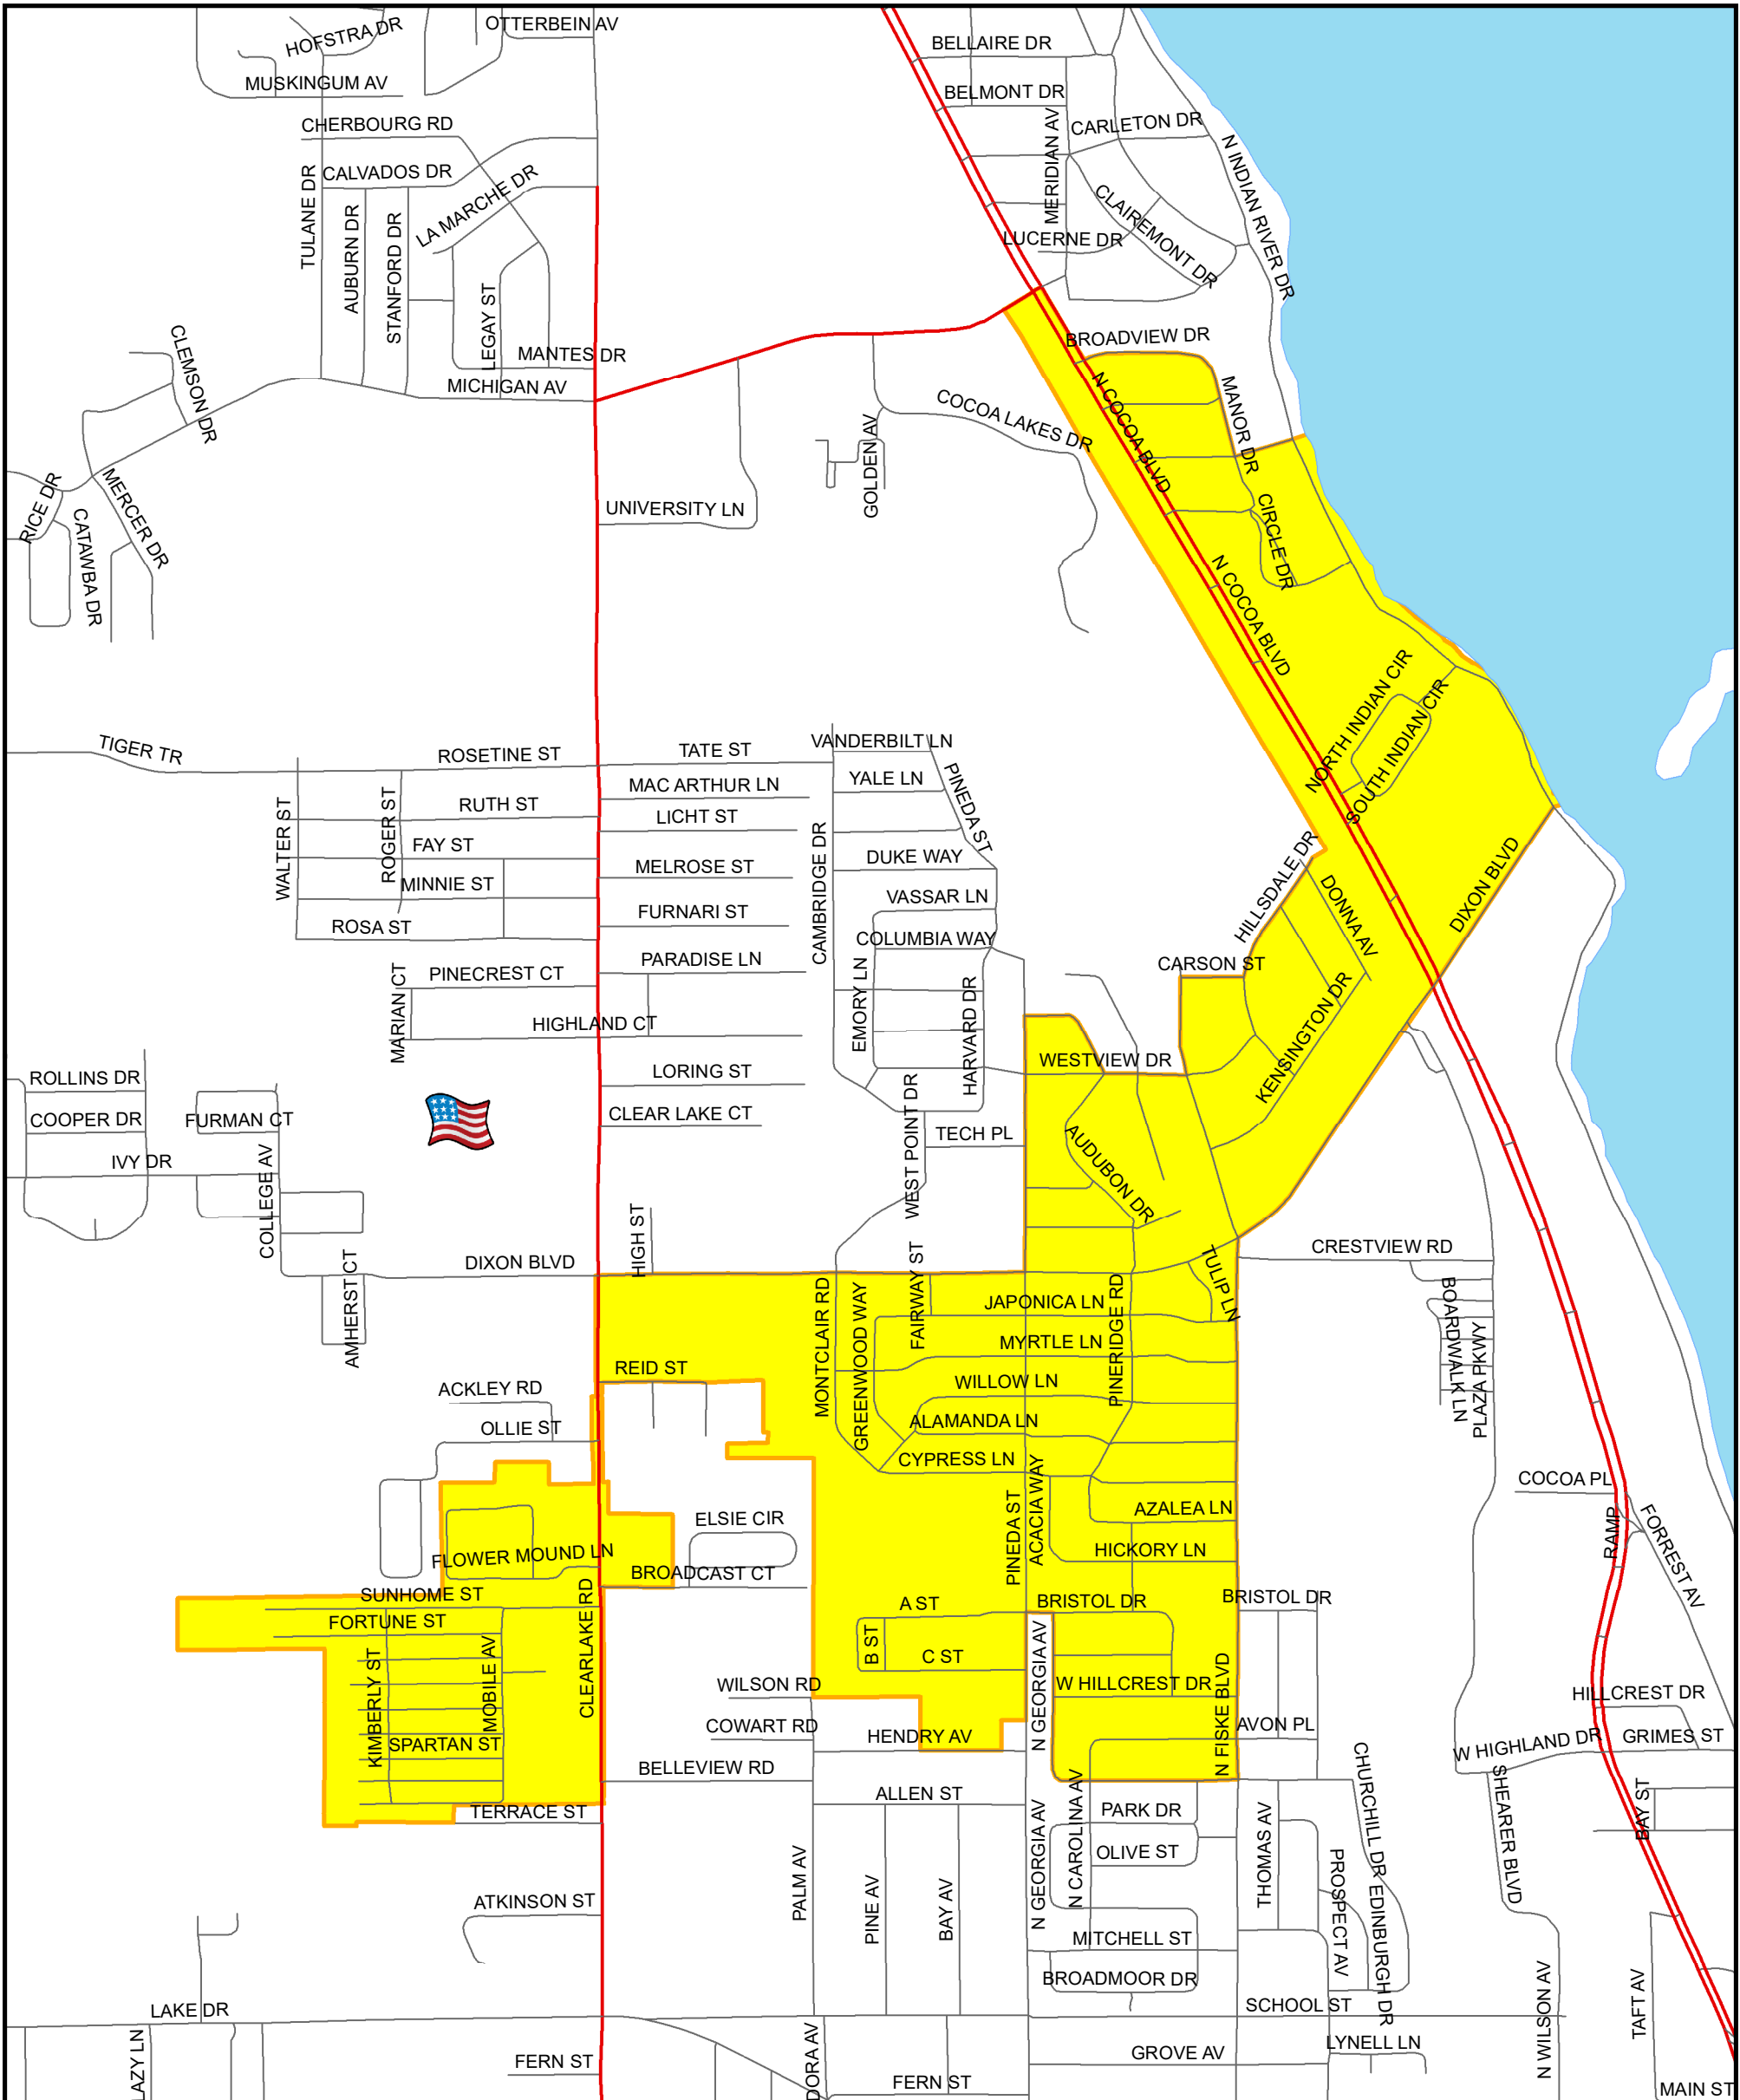 HOFSTRA DR
OTTERBEIN AV
MUSKINGUM AV
BELLAIRE DR
BELMONT DR
CHERBOURG RD
MERIDIAN AV
CARLETON DR
N INDIAN RIVER DR
TULANE DR
CALVADOS DR
LA MARCHE DR
AUBURN DR
STANFORD DR
CLAIREMONT DR
LUCERNE DR
LEGAY ST
CLEMSON DR
MANTES DR
MICHIGAN AV
BROADVIEW DR
N COCOA BLVD
MANOR DR
COCOA LAKES DR
GOLDEN AV
RICE DR
MERCER DR
CATAWBA DR
UNIVERSITY LN
CIRCLE DR
N COCOA BLVD
NORTH INDIAN CIR
SOUTH INDIAN CIR
TIGER TR
ROSETINE ST
TATE ST
VANDERBILT LN
MAC ARTHUR LN
YALE LN
PINEDA ST
WALTER ST
ROGER ST
RUTH ST
LICHT ST
FAY ST
CAMBRIDGE DR
DUKE WAY
MELROSE ST
MINNIE ST
VASSAR LN
HILLSDALE DR
DONNA AV
DIXON BLVD
ROSA ST
FURNARI ST
COLUMBIA WAY
PARADISE LN
CARSON ST
MARIAN CT
PINECREST CT
EMORY LN
HARVARD DR
KENSINGTON DR
HIGHLAND CT
WESTVIEW DR
ROLLINS DR
LORING ST
COOPER DR
FURMAN CT
CLEAR LAKE CT
WEST POINT DR
TECH PL
AUDUBON DR
IVY DR
COLLEGE AV
HIGH ST
AMHERST CT
DIXON BLVD
FAIRWAY ST
TULIP LN
CRESTVIEW RD
MONTCLAIR RD
GREENWOOD WAY
JAPONICA LN
PINERIDGE RD
BOARDWALK LN
PLAZA PKWY
MYRTLE LN
REID ST
WILLOW LN
ACKLEY RD
ALAMANDA LN
OLLIE ST
CYPRESS LN
ACACIA WAY
PINEDA ST
COCOA PL
RAMP
FORREST AV
AZALEA LN
ELSIE CIR
HICKORY LN
FLOWER MOUND LN
BROADCAST CT
SUNHOME ST
CLEARLAKE RD
A ST
BRISTOL DR
BRISTOL DR
FORTUNE ST
B ST
C ST
N GEORGIA AV
KIMBERLY ST
MOBILE AV
WILSON RD
W HILLCREST DR
N FISKE BLVD
HILLCREST DR
COWART RD
HENDRY AV
AVON PL
SPARTAN ST
W HIGHLAND DR
GRIMES ST
BELLEVIEW RD
ALLEN ST
CHURCHILL DR
SHEARER BLVD
BAY ST
TERRACE ST
N GEORGIA AV
N CAROLINA AV
PARK DR
THOMAS AV
OLIVE ST
PALM AV
PINE AV
BAY AV
PROSPECT AV
EDINBURGH DR
ATKINSON ST
MITCHELL ST
BROADMOOR DR
N WILSON AV
TAFT AV
LAKE DR
SCHOOL ST
LAZY LN
FERN ST
DORA AV
GROVE AV
LYNELL LN
FERN ST
MAIN ST